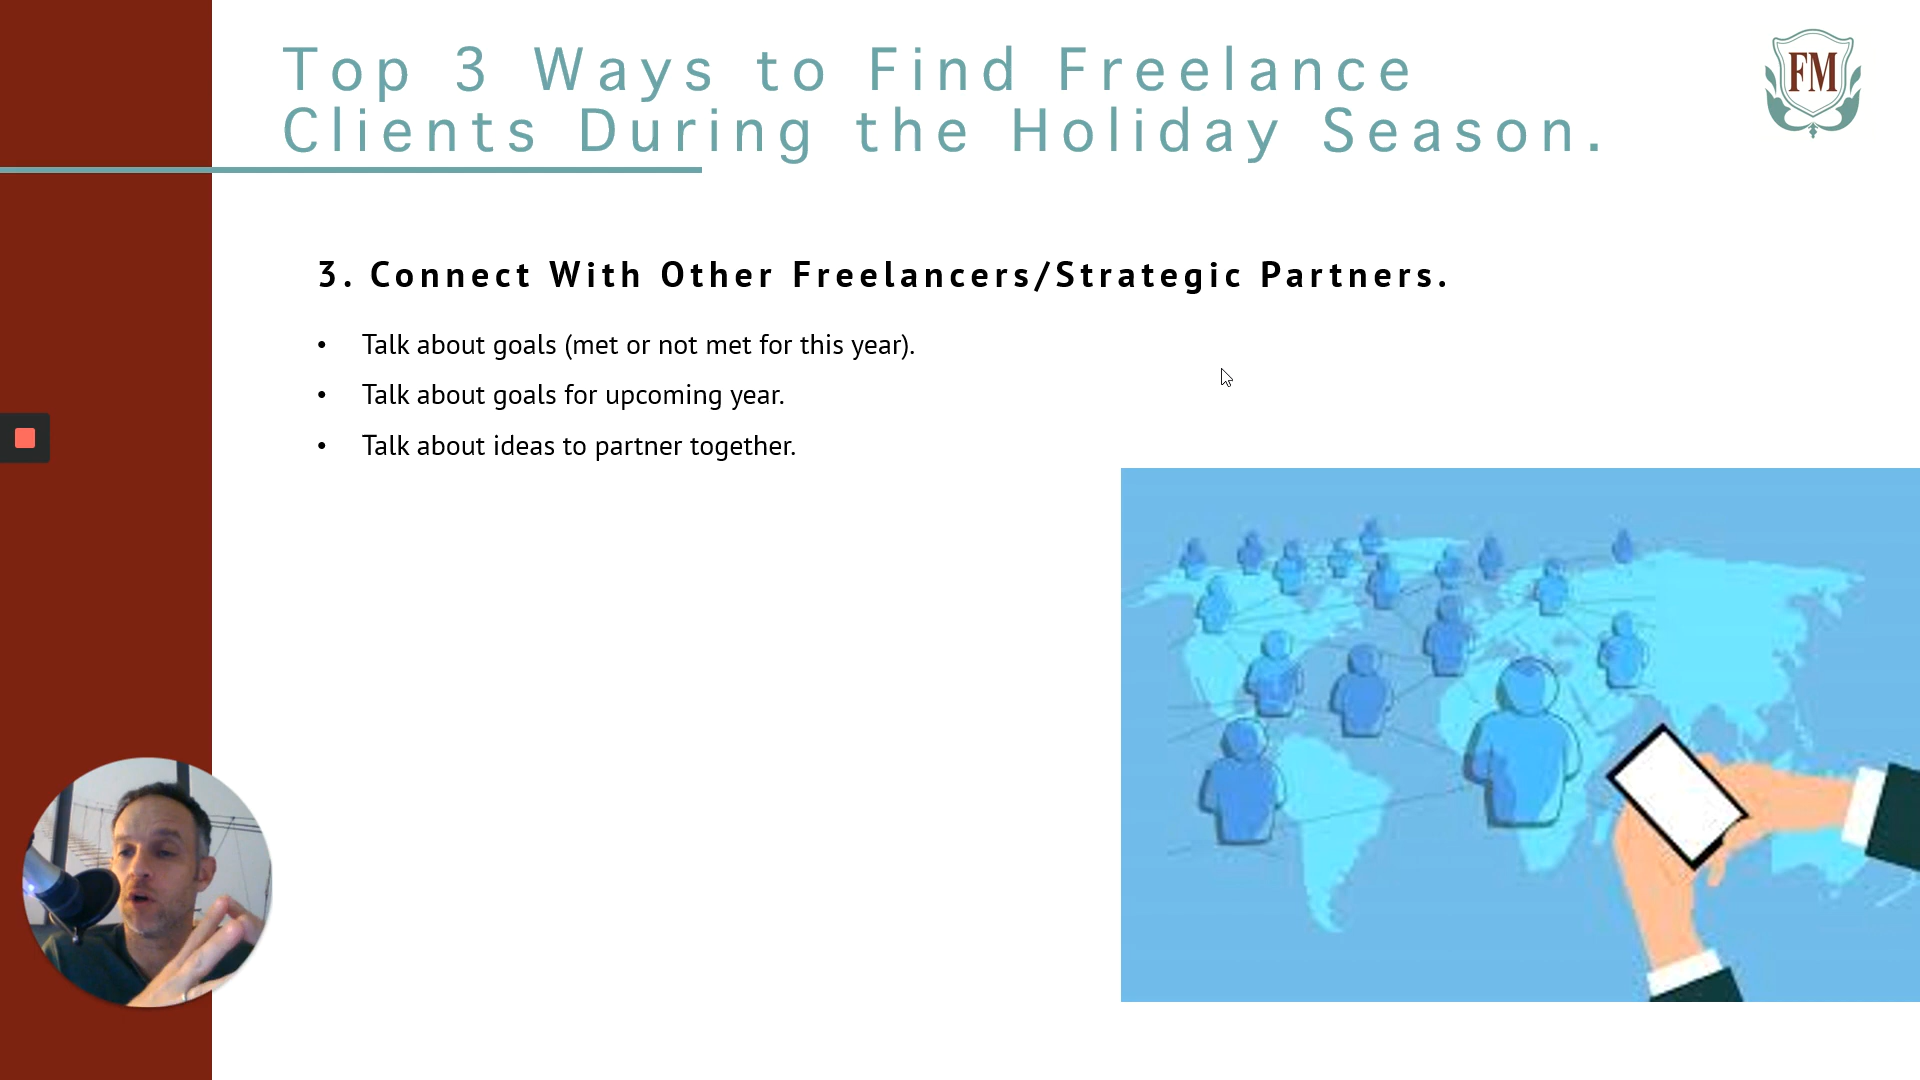 Top 3 Ways to Find Freelance
Clients During the Holiday Season.
FM
3. Connect With Other Freelancers/Strategic Partners.
• Talk about goals (met or not met for this year).
• Talk about goals for upcoming year.
• Talk about ideas to partner together.